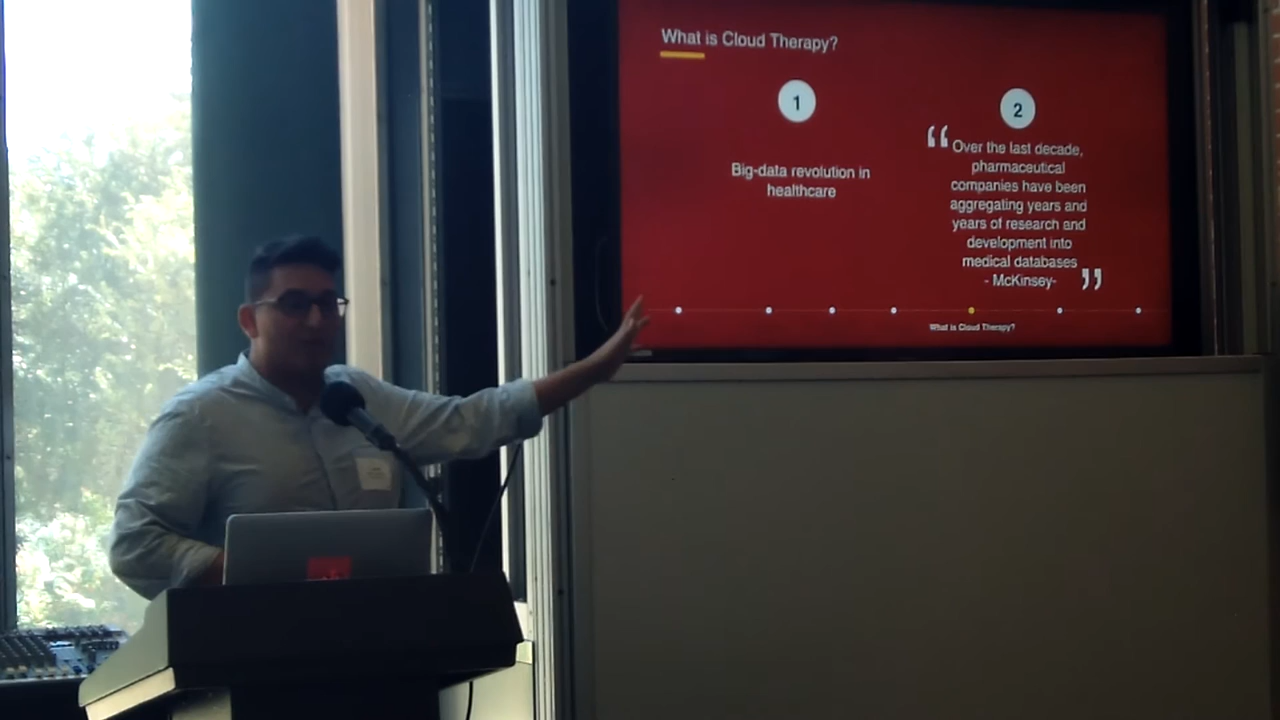 What is Cloud Therapy?
1
Big-data revolution in
healthcare
2
“ Over the last decade,
pharmaceutical
companies have been
aggregating years and
years of research and
development into
medical databases
- McKinsey- ”
What is Cloud Therapy?